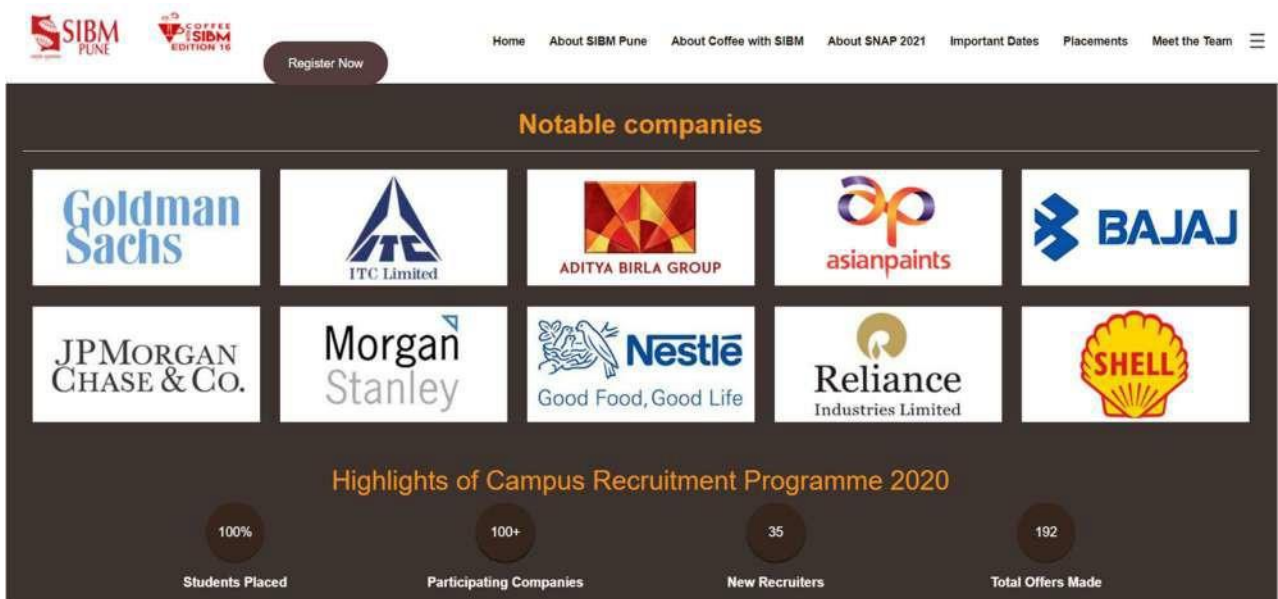 SIBM
PUNE
COFFEE
SIBM
EDITION 16
Register Now
Home About SIBM Pune About Coffee with SIBM About SNAP 2021 Important Dates Placements Meet the Team
Notable companies
Goldman
Sachs
ITC
ITC Limited
ADITYA BIRLA GROUP
ap
asianpaints
BAJAJ
JPMORGAN
CHASE & CO.
Morgan
Stanley
Nestlé
Good Food, Good Life
Reliance
Industries Limited
SHELL
Highlights of Campus Recruitment Programme 2020
100% 100+ 35 192
Students Placed Participating Companies New Recruiters Total Offers Made